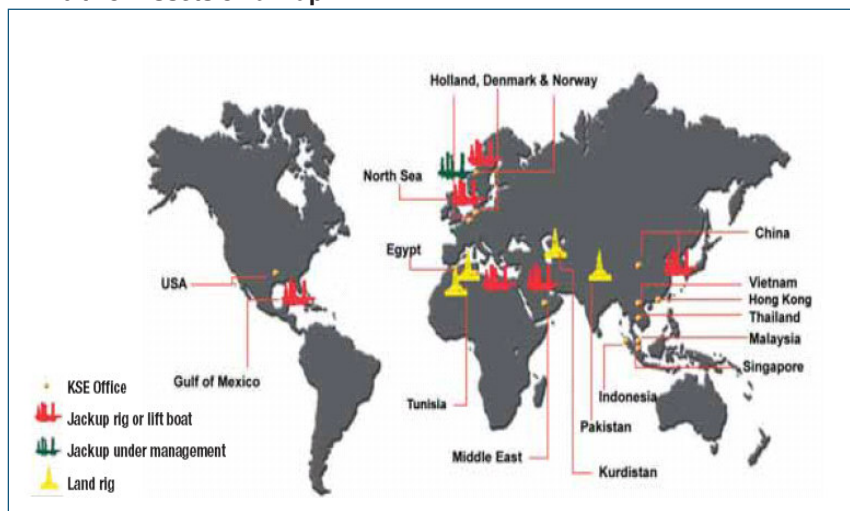 Holland, Denmark & Norway
North Sea
Egypt
China
USA
Vietnam
Hong Kong
Thailand
Malaysia
Singapore
Gulf of Mexico
Indonesia
Tunisia
Pakistan
Middle East
Kurdistan
KSE Office
Jackup rig or lift boat
Jackup under management
Land rig